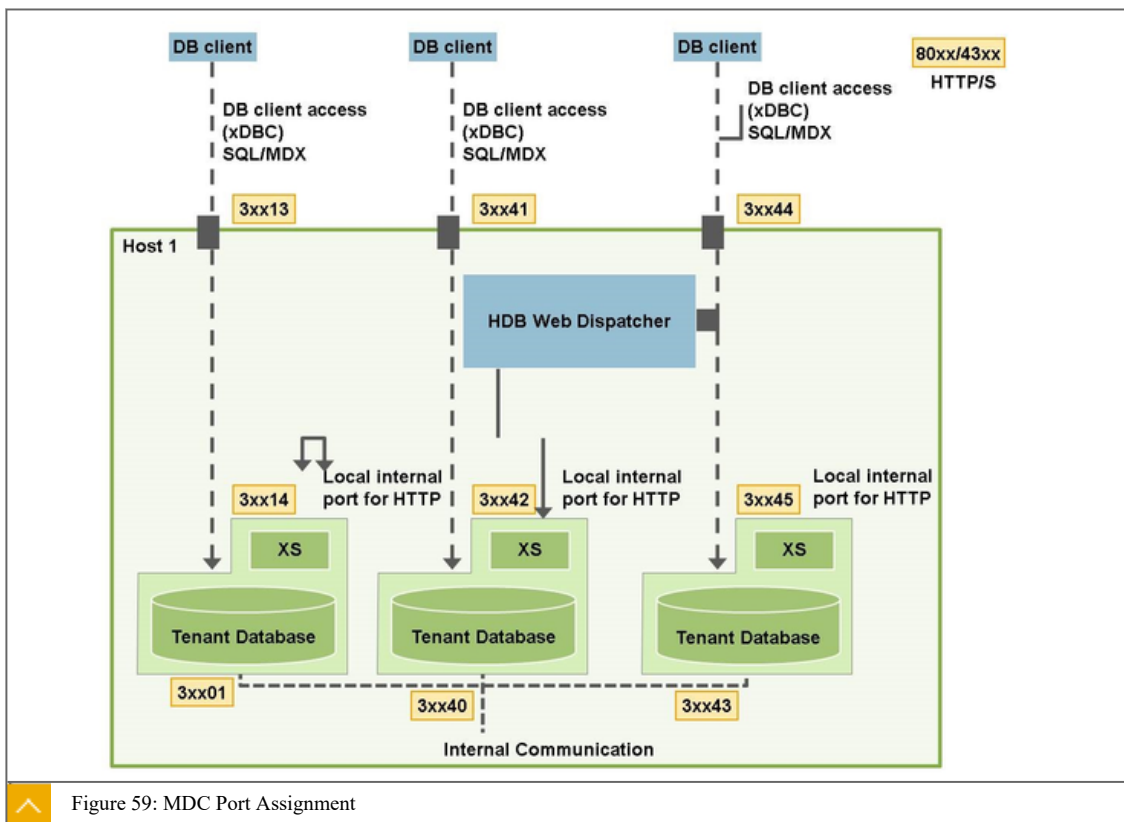 DB client
DB client
DB client
80xx/43xx
HTTP/S
DB client access
(xDBC)
SQL/MDX
DB client access
(xDBC)
SQL/MDX
DB client access
(xDBC)
SQL/MDX
3xx13
3xx41
3xx44
Host 1
HDB Web Dispatcher
Local internal
port for HTTP
Local internal
port for HTTP
Local internal
port for HTTP
3xx14
3xx42
3xx45
XS
XS
XS
Tenant Database
Tenant Database
Tenant Database
3xx01
3xx40
3xx43
Internal Communication
Figure 59: MDC Port Assignment